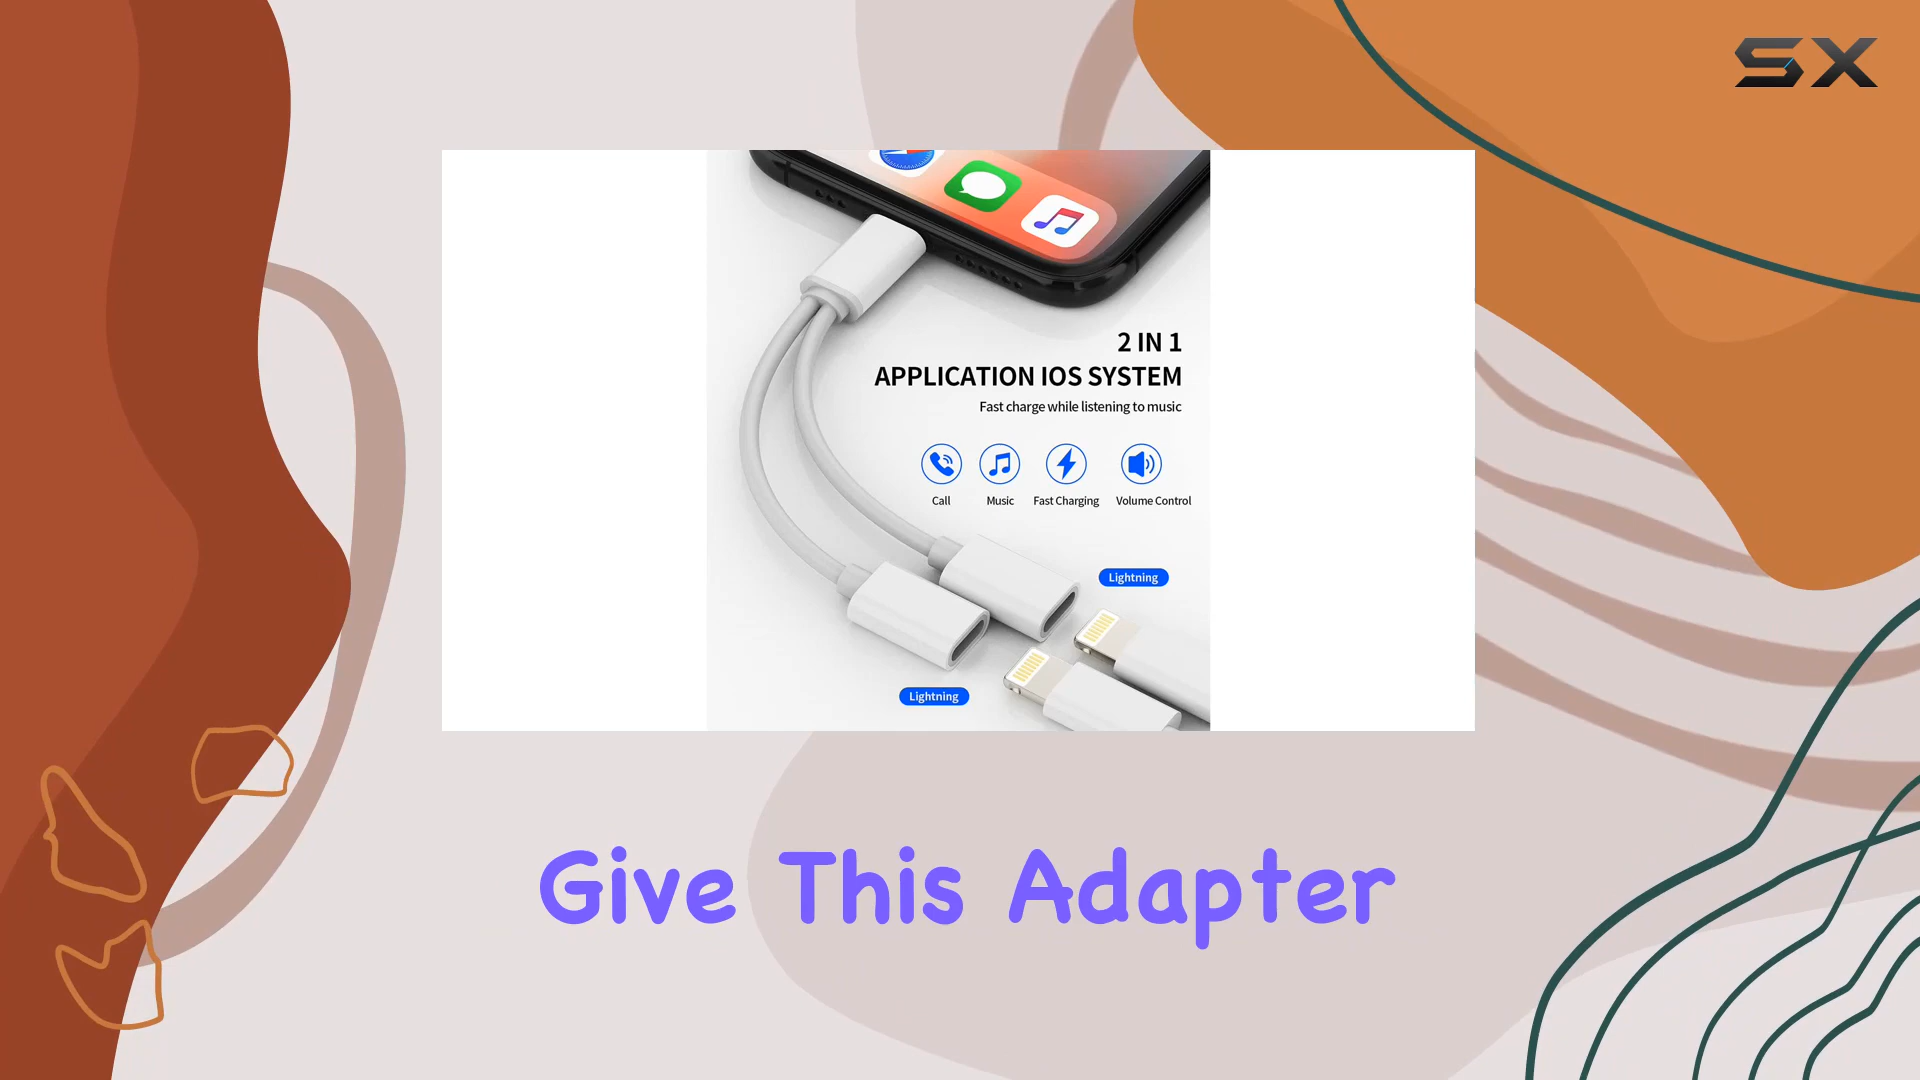 SX
2 IN 1
APPLICATION IOS SYSTEM
Fast charge while listening to music
Call Music Fast Charging Volume Control
Lightning
Lightning
Give This Adapter